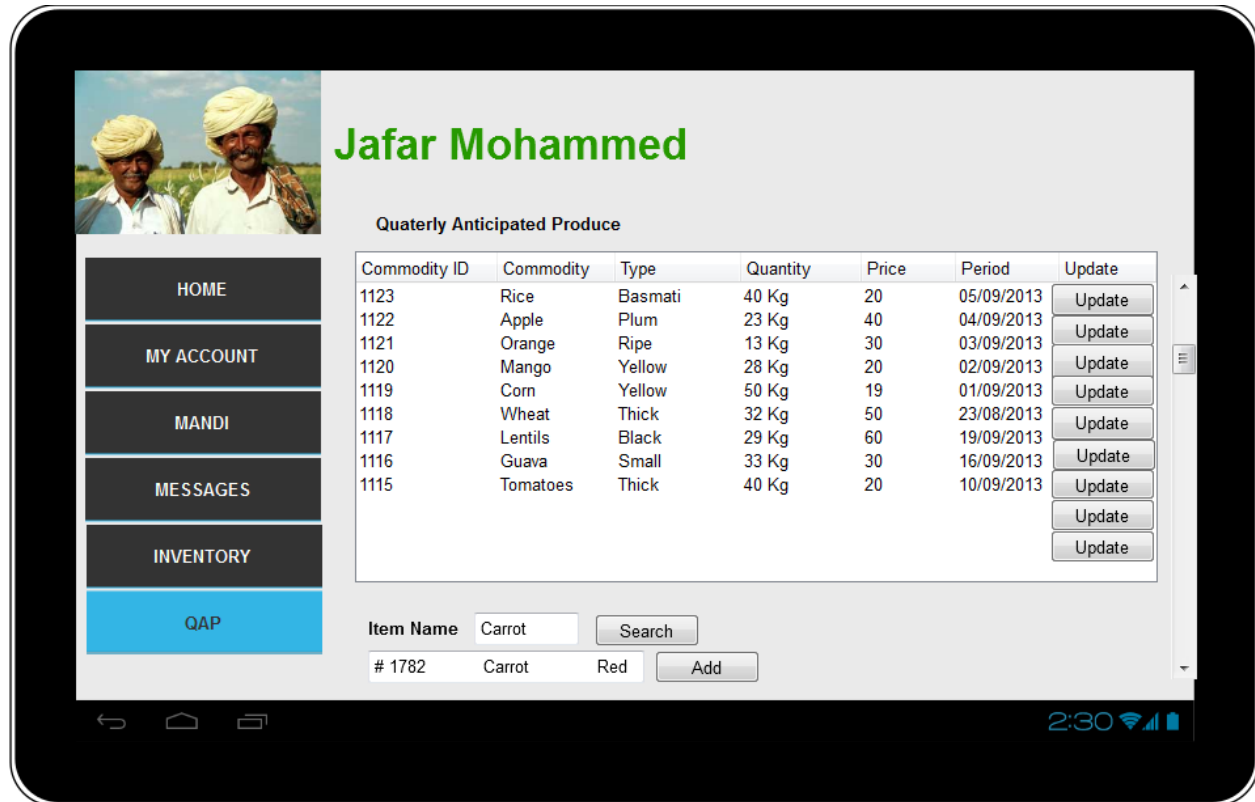 Jafar Mohammed
Quaterly Anticipated Produce
HOME
MY ACCOUNT
MANDI
MESSAGES
INVENTORY
QAP
Commodity ID Commodity Type Quantity Price Period Update
1123 Rice Basmati 40 Kg 20 05/09/2013 Update
1122 Apple Plum 23 Kg 40 04/09/2013 Update
1121 Orange Ripe 13 Kg 30 03/09/2013 Update
1120 Mango Yellow 28 Kg 20 02/09/2013 Update
1119 Corn Yellow 50 Kg 19 01/09/2013 Update
1118 Wheat Thick 32 Kg 50 23/08/2013 Update
1117 Lentils Black 29 Kg 60 19/09/2013 Update
1116 Guava Small 33 Kg 30 16/09/2013 Update
1115 Tomatoes Thick 40 Kg 20 10/09/2013 Update
Item Name Carrot Search
# 1782 Carrot Red Add
2:30